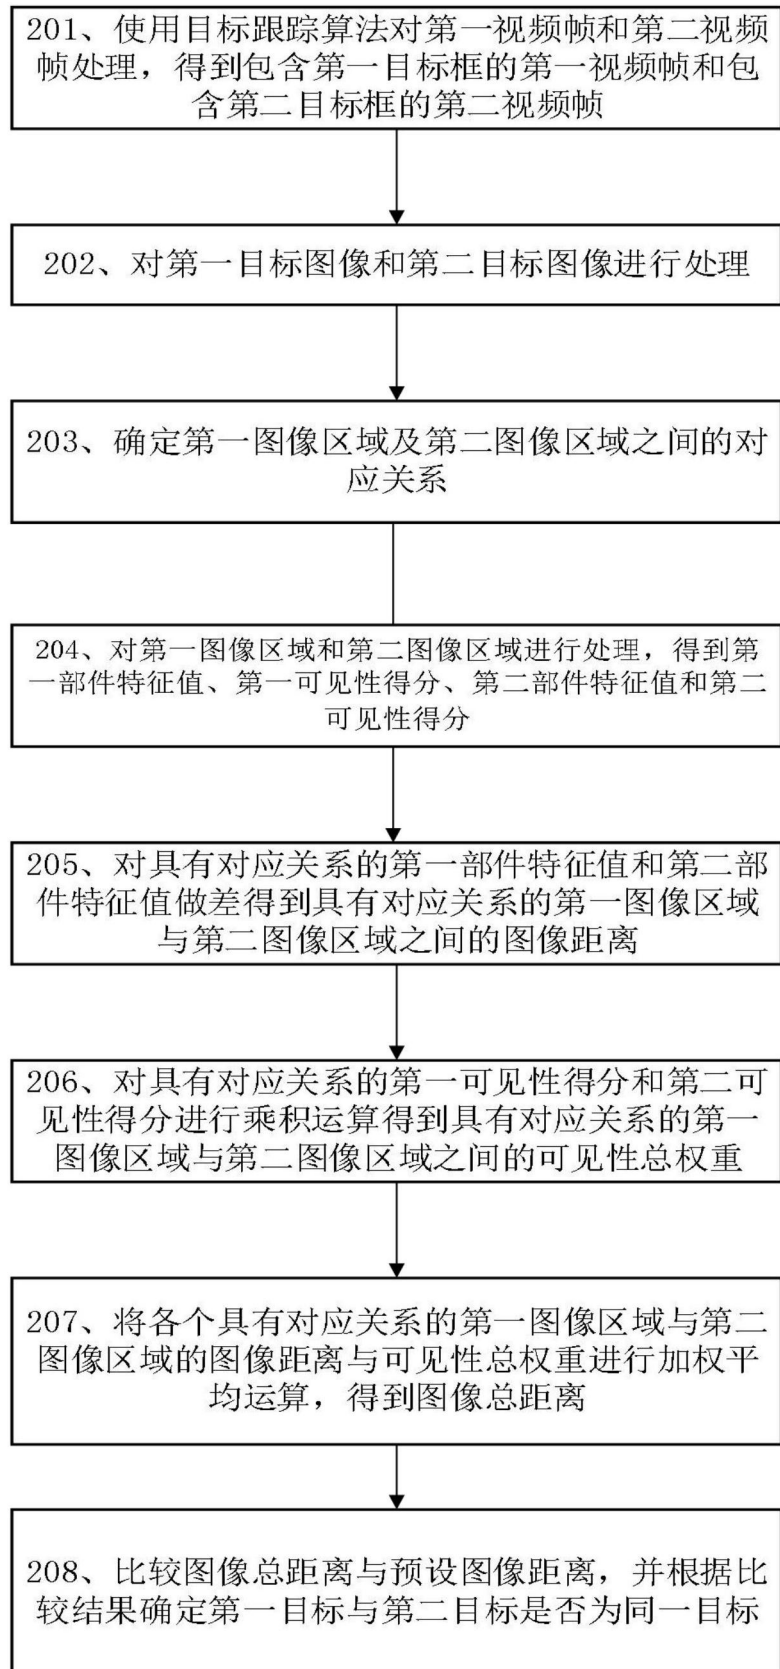 201、使用目标跟踪算法对第一视频帧和第二视频
帧处理，得到包含第一目标框的第一视频帧和包
含第二目标框的第二视频帧
202、对第一目标图像和第二目标图像进行处理
203、确定第一图像区域及第二图像区域之间的对
应关系
204、对第一图像区域和第二图像区域进行处理，得到第
一部件特征值、第一可见性得分、第二部件特征值和第二
可见性得分
205、对具有对应关系的第一部件特征值和第二部
件特征值做差得到具有对应关系的第一图像区域
与第二图像区域之间的图像距离
206、对具有对应关系的第一可见性得分和第二可
见性得分进行乘积运算得到具有对应关系的第一
图像区域与第二图像区域之间的可见性总权重
207、将各个具有对应关系的第一图像区域与第二
图像区域的图像距离与可见性总权重进行加权平
均运算，得到图像总距离
208、比较图像总距离与预设图像距离，并根据比
较结果确定第一目标与第二目标是否为同一目标